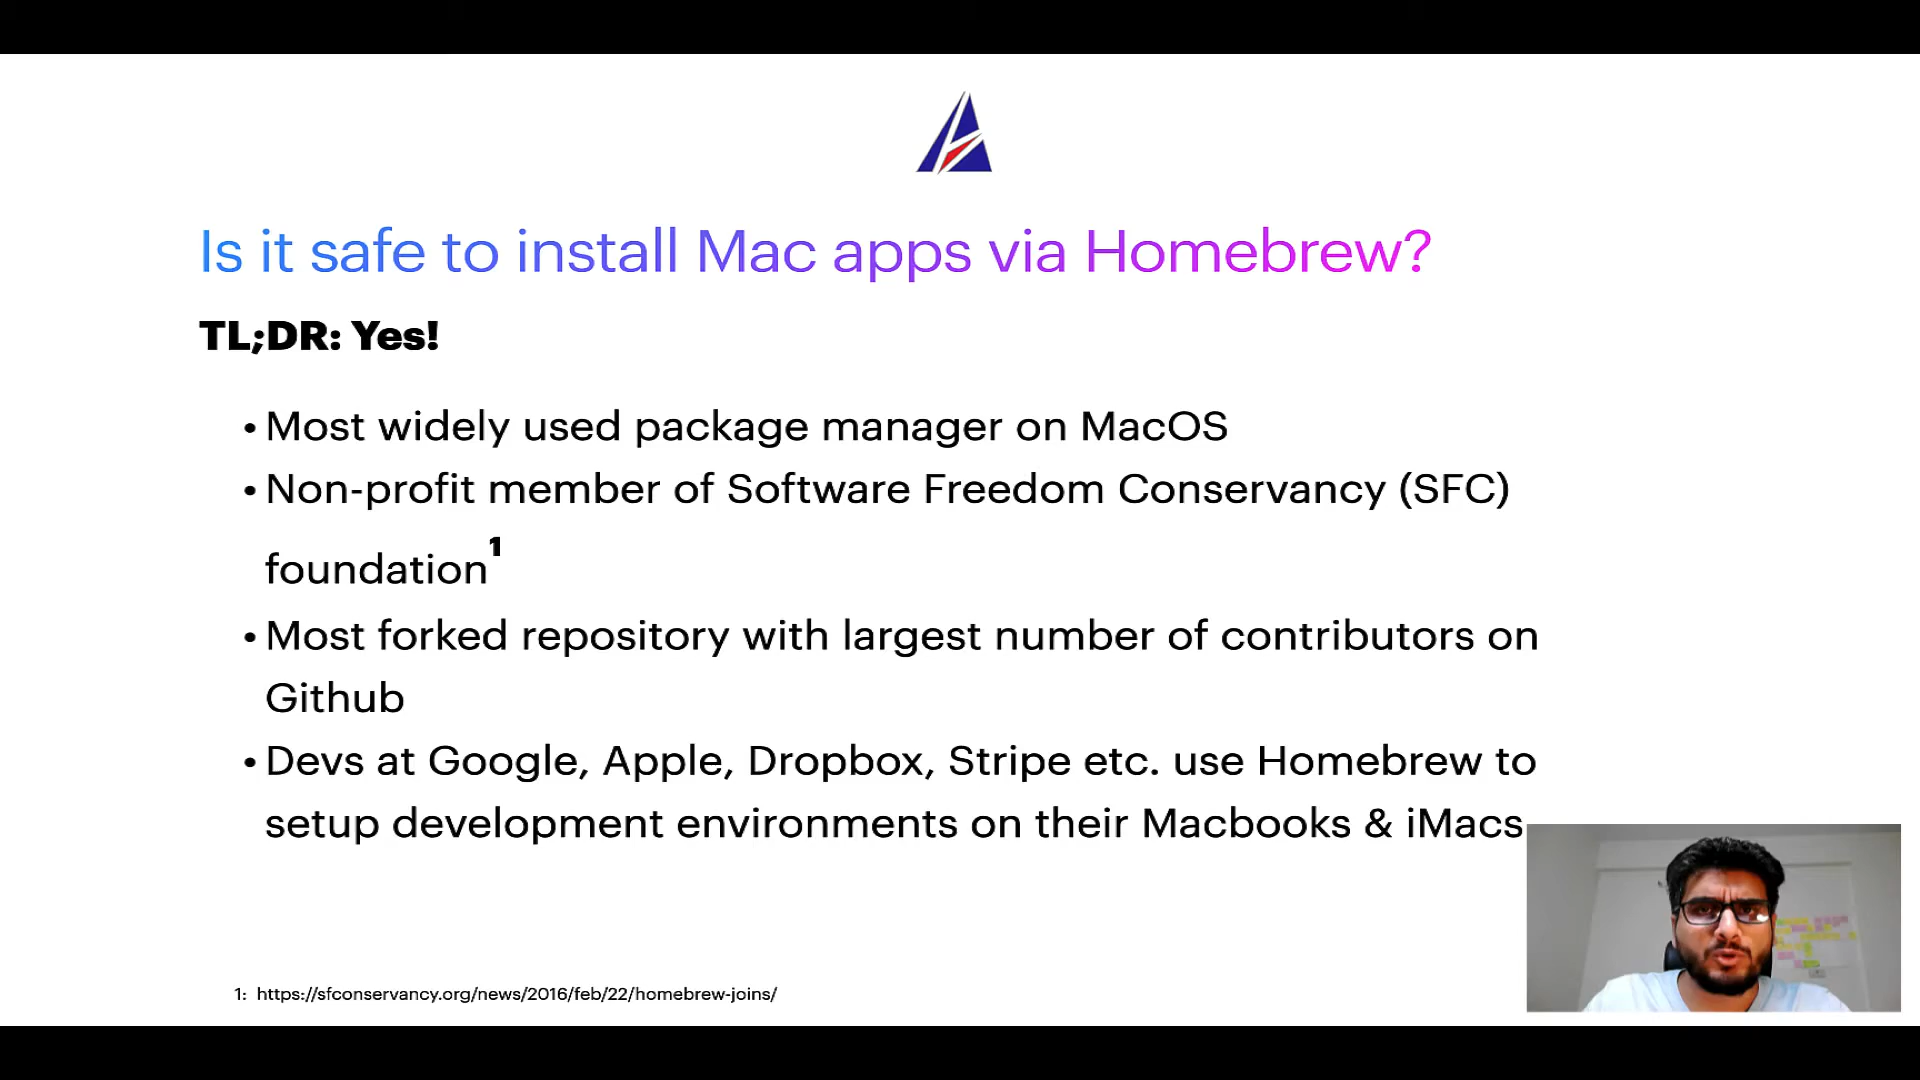 Is it safe to install Mac apps via Homebrew?
TL;DR: Yes!
• Most widely used package manager on MacOS
• Non-profit member of Software Freedom Conservancy (SFC)
foundation¹
• Most forked repository with largest number of contributors on
Github
• Devs at Google, Apple, Dropbox, Stripe etc. use Homebrew to
setup development environments on their Macbooks & iMacs
1: https://sfconservancy.org/news/2016/feb/22/homebrew-joins/